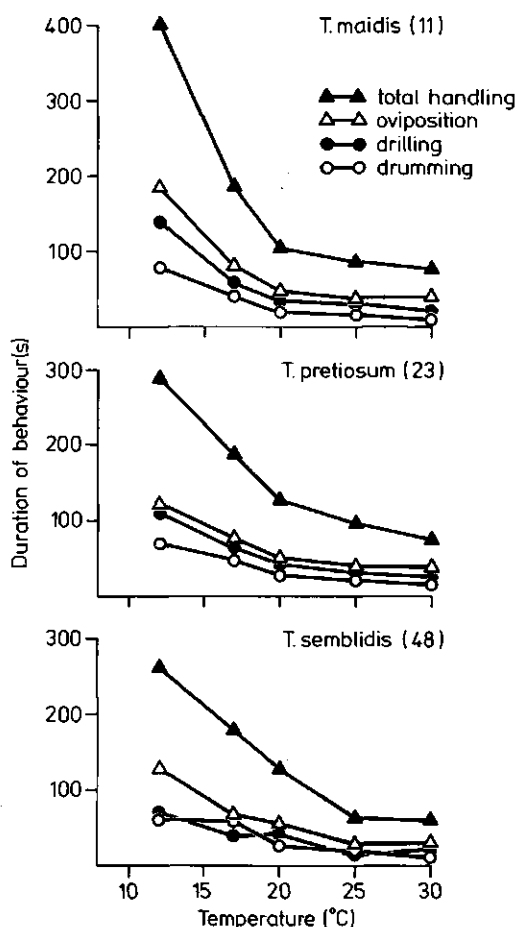 T. maidis (11)
400
300
200
100
total handling
oviposition
drilling
drumming
Duration of behaviour(s)
T. pretiosum (23)
300
200
100
T. semblidis (48)
300
200
100
10 15 20 25 30
Temperature (°C)